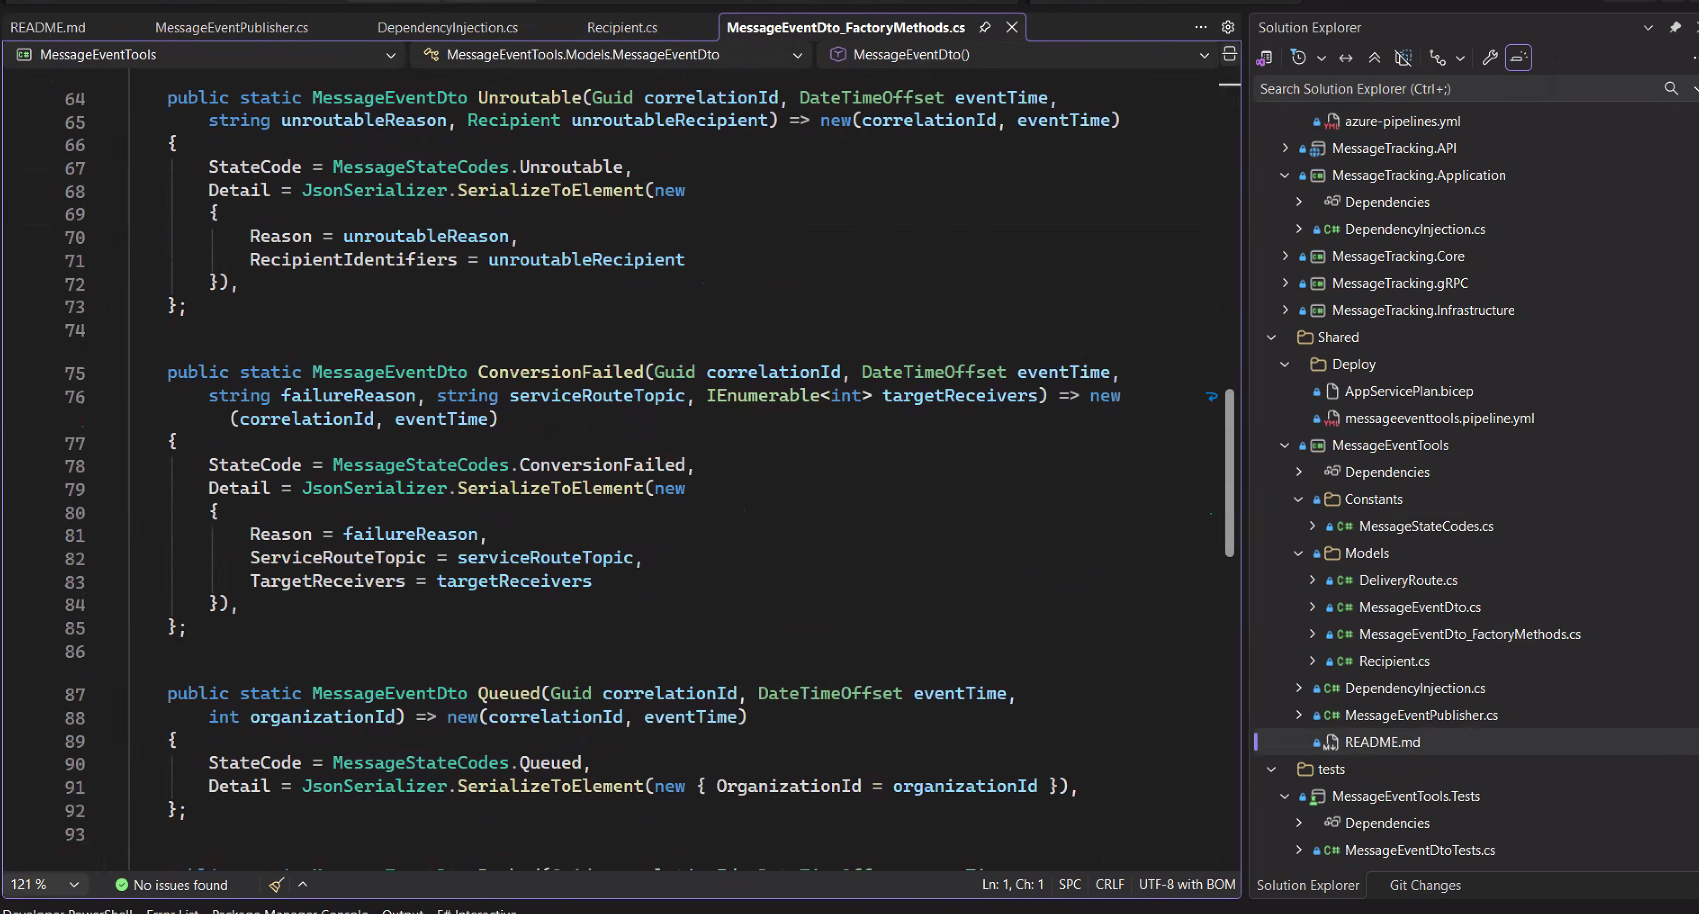 README.md MessageEventPublisher.cs DependencyInjection.cs Recipient.cs MessageEventDto_FactoryMethods.cs
MessageEventTools MessageEventTools.Models.MessageEventDto MessageEventDto()
64 public static MessageEventDto Unroutable(Guid correlationId, DateTimeOffset eventTime,
65 string unroutableReason, Recipient unroutableRecipient) => new(correlationId, eventTime)
66 {
67 StateCode = MessageStateCodes.Unroutable,
68 Detail = JsonSerializer.SerializeToElement(new
69 {
70 Reason = unroutableReason,
71 RecipientIdentifiers = unroutableRecipient
72 }),
73 };
74
75 public static MessageEventDto ConversionFailed(Guid correlationId, DateTimeOffset eventTime,
76 string failureReason, string serviceRouteTopic, IEnumerable<int> targetReceivers) => new
(correlationId, eventTime)
77 {
78 StateCode = MessageStateCodes.ConversionFailed,
79 Detail = JsonSerializer.SerializeToElement(new
80 {
81 Reason = failureReason,
82 ServiceRouteTopic = serviceRouteTopic,
83 TargetReceivers = targetReceivers
84 }),
85 };
86
87 public static MessageEventDto Queued(Guid correlationId, DateTimeOffset eventTime,
88 int organizationId) => new(correlationId, eventTime)
89 {
90 StateCode = MessageStateCodes.Queued,
91 Detail = JsonSerializer.SerializeToElement(new { OrganizationId = organizationId }),
92 };
93
121 % No issues found Ln: 1, Ch: 1 SPC CRLF UTF-8 with BOM
Solution Explorer
Search Solution Explorer (Ctrl+;)
azure-pipelines.yml
MessageTracking.API
MessageTracking.Application
Dependencies
C# DependencyInjection.cs
MessageTracking.Core
MessageTracking.gRPC
MessageTracking.Infrastructure
Shared
Deploy
AppServicePlan.bicep
messageeventtools.pipeline.yml
MessageEventTools
Dependencies
Constants
C# MessageStateCodes.cs
Models
C# DeliveryRoute.cs
C# MessageEventDto.cs
C# MessageEventDto_FactoryMethods.cs
C# Recipient.cs
C# DependencyInjection.cs
C# MessageEventPublisher.cs
README.md
tests
MessageEventTools.Tests
Dependencies
C# MessageEventDtoTests.cs
Solution Explorer Git Changes